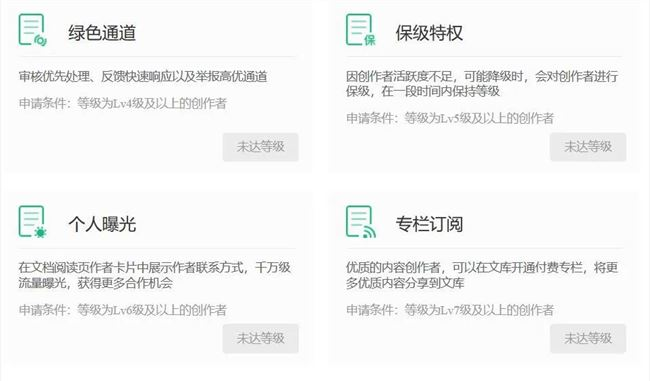 绿色通道
审核优先处理、反馈快速响应以及举报高优通道
申请条件：等级为Lv4级及以上的创作者
未达等级
保
保级特权
因创作者活跃度不足，可能降级时，会对创作者进行
保级，在一段时间内保持等级
申请条件：等级为Lv5级及以上的创作者
未达等级
个人曝光
在文档阅读页作者卡片中展示作者联系方式，千万级
流量曝光，获得更多合作机会
申请条件：等级为Lv6级及以上的创作者
未达等级
专栏订阅
优质的内容创作者，可以在文库开通付费专栏，将更
多优质内容分享到文库
申请条件：等级为Lv7级及以上的创作者
未达等级